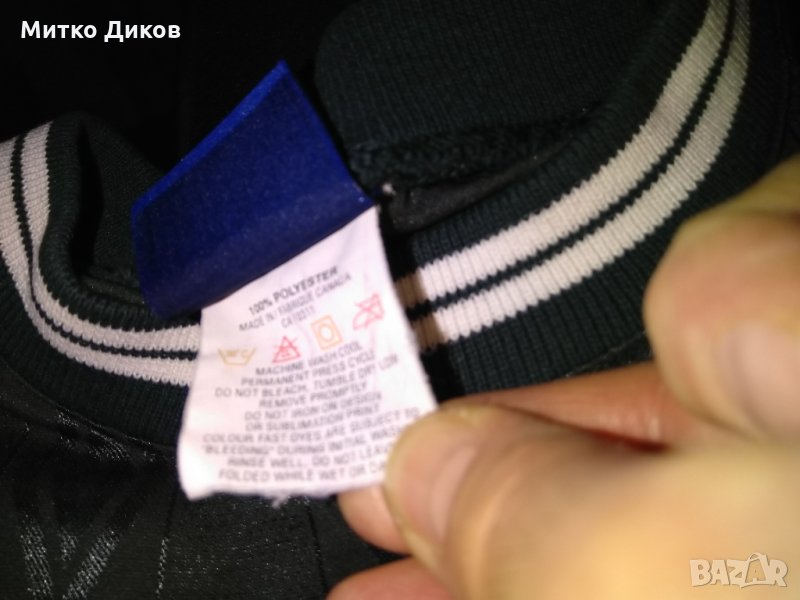 Митко Диков
100% POLYESTER
MADE IN / FABRIQUE CANADA
CA 10311
MACHINE WASH COOL
PERMANENT PRESS CYCLE
DO NOT BLEACH, TUMBLE DRY LOW
REMOVE PROMPTLY
DO NOT IRON ON DESIGN
OR SUBLIMATION PRINT
COLOUR FAST DYES ARE SUBJECT TO
"BLEEDING" DURING INITIAL WASH
RINSE WELL. DO NOT LEAVE
FOLDED WHILE WET OR
BAZAR